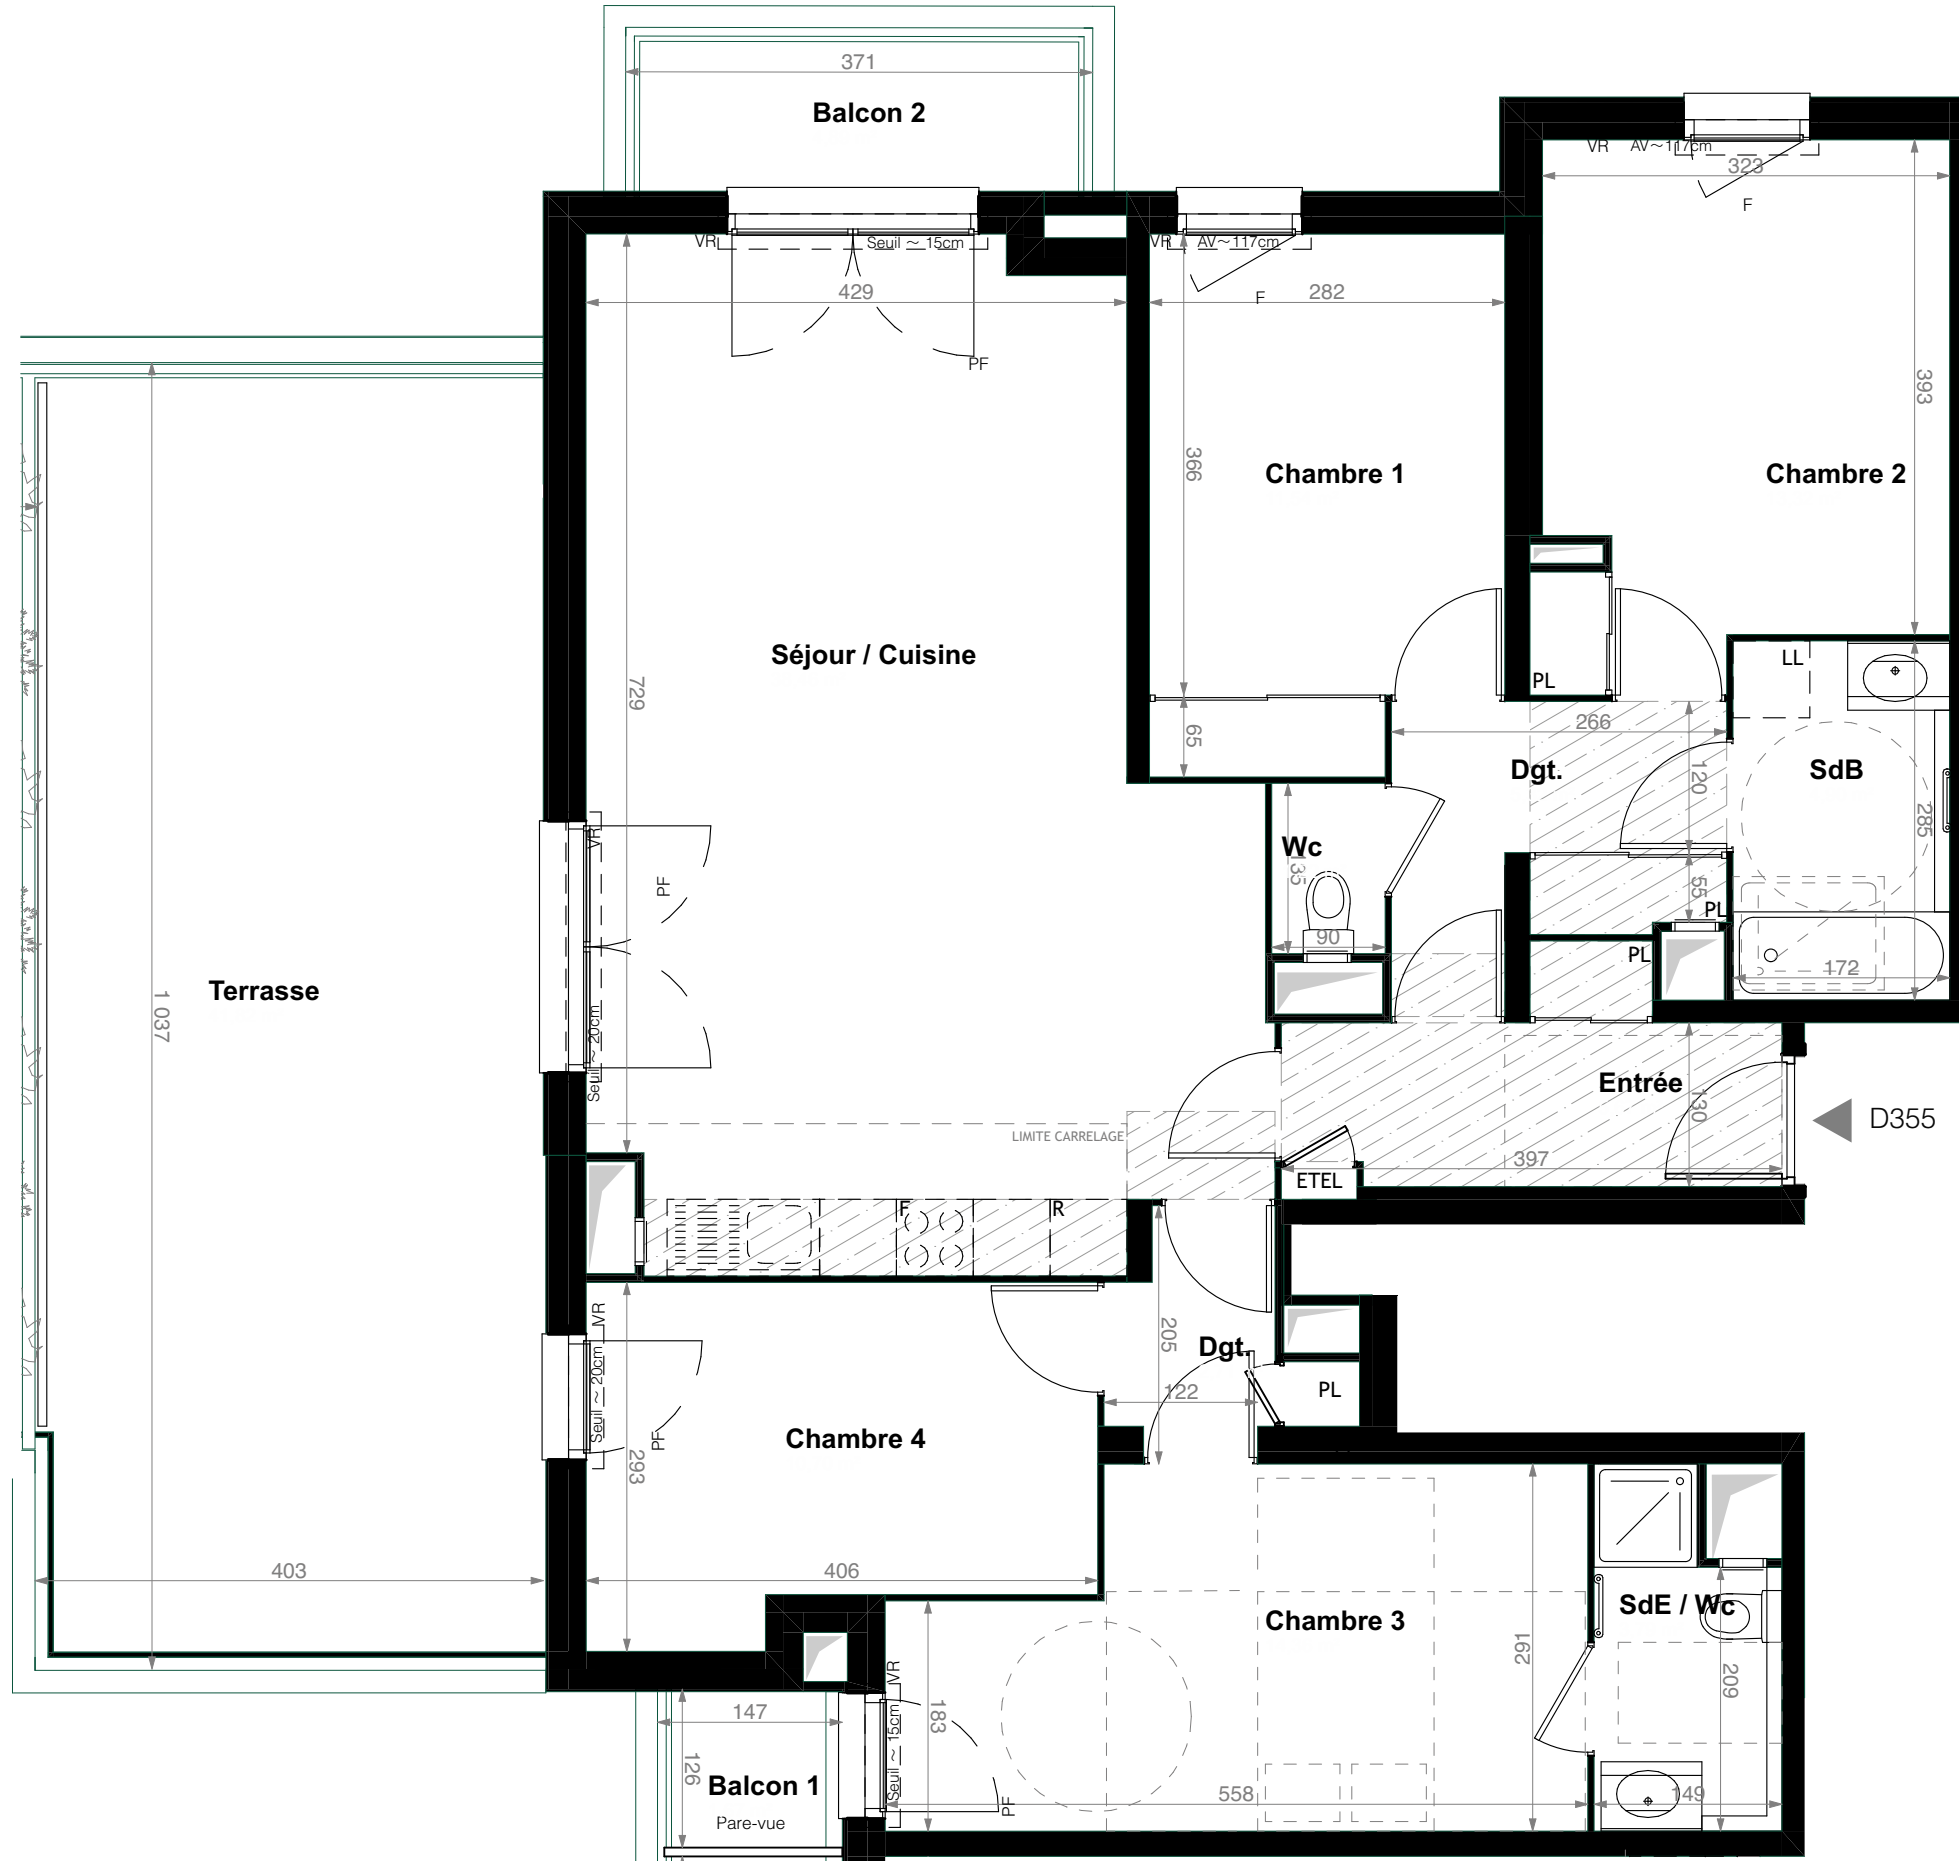 371
Balcon 2
VR AV~117cm
323
F
VR
Seuil ~ 15cm
VR
AV~117cm
429
F
282
PF
393
366
Chambre 1
Chambre 2
Séjour / Cuisine
729
LL
PL
65
266
Dgt.
120
SdB
285
Wc
135
VR
PF
55
PL
90
PL
172
Terrasse
1 037
Seuil ~ 20cm
Entrée
130
D355
LIMITE CARRELAGE
397
ETEL
F
R
VR
205
Dgt.
122
PL
Seuil ~ 20cm
PF
Chambre 4
293
403
406
Chambre 3
291
SdE / Wc
209
VR
183
147
126
Balcon 1
Seuil ~ 15cm
PF
558
149
Pare-vue